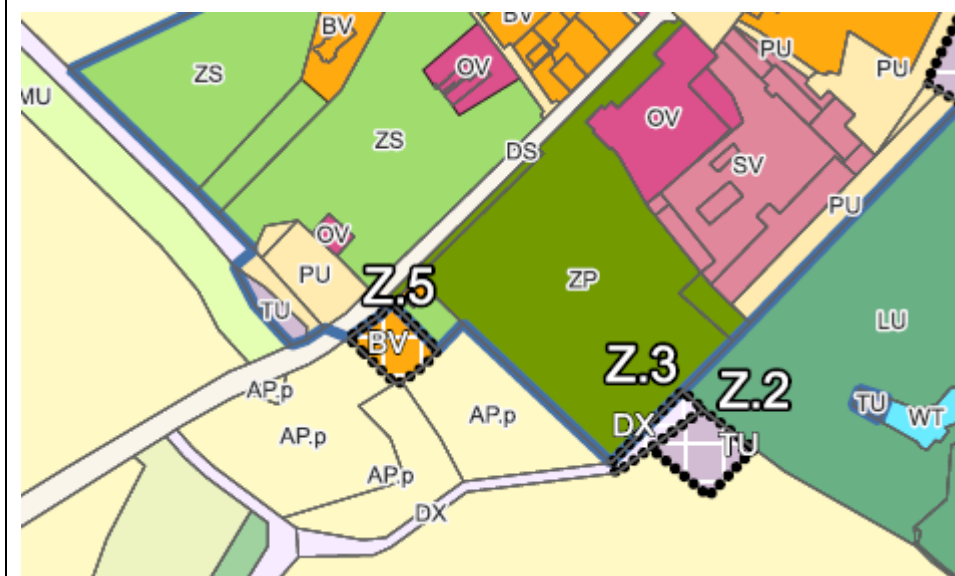 BV
BV
PU
ZS
OV
PU
MU
OV
ZS
DS
SV
OV
PU
PU
ZP
TU
Z.5
LU
BV
Z.3
Z.2
AP.p
TU
WT
AP.p
AP.p
DX
TU
AP.p
DX